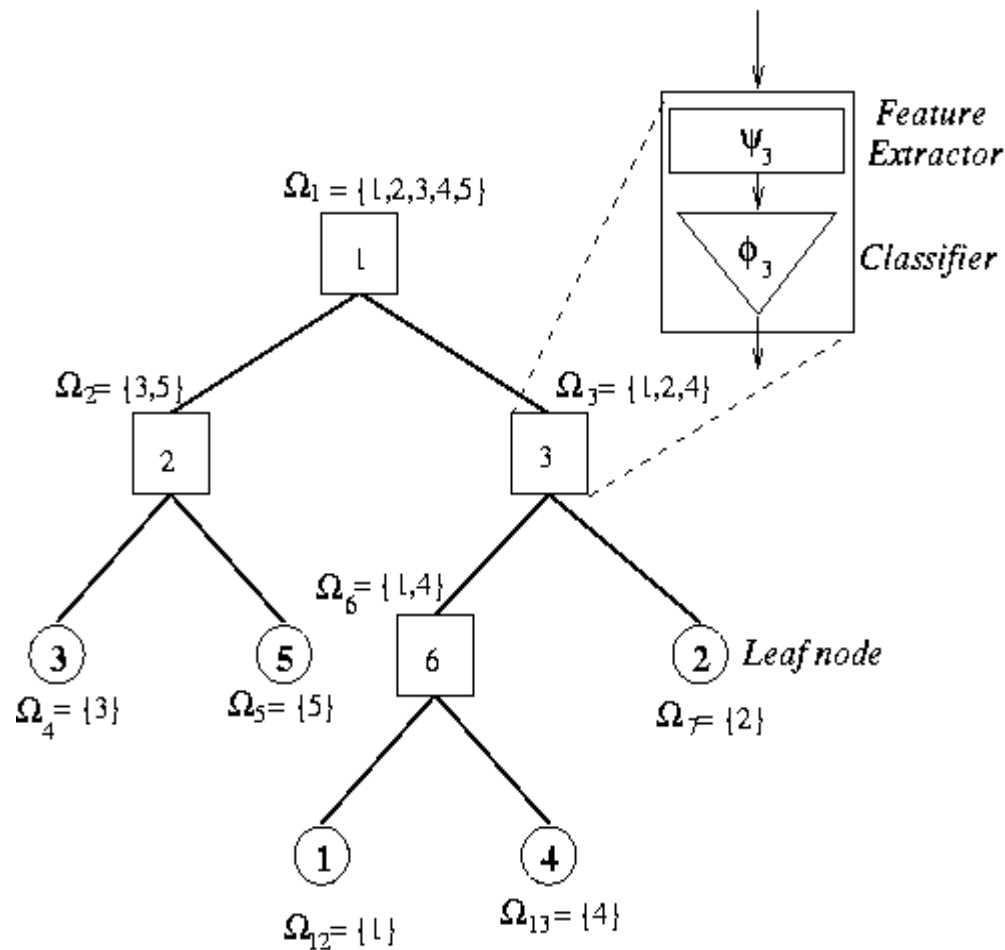 Feature
Extractor
ψ3
Ω1 = {1,2,3,4,5}
1
ϕ3
Classifier
Ω2= {3,5}
Ω3= {1,2,4}
2
3
Ω6= {1,4}
3
5
6
2
Leaf node
Ω4= {3}
Ω5= {5}
Ω7= {2}
1
4
Ω12= {1}
Ω13= {4}